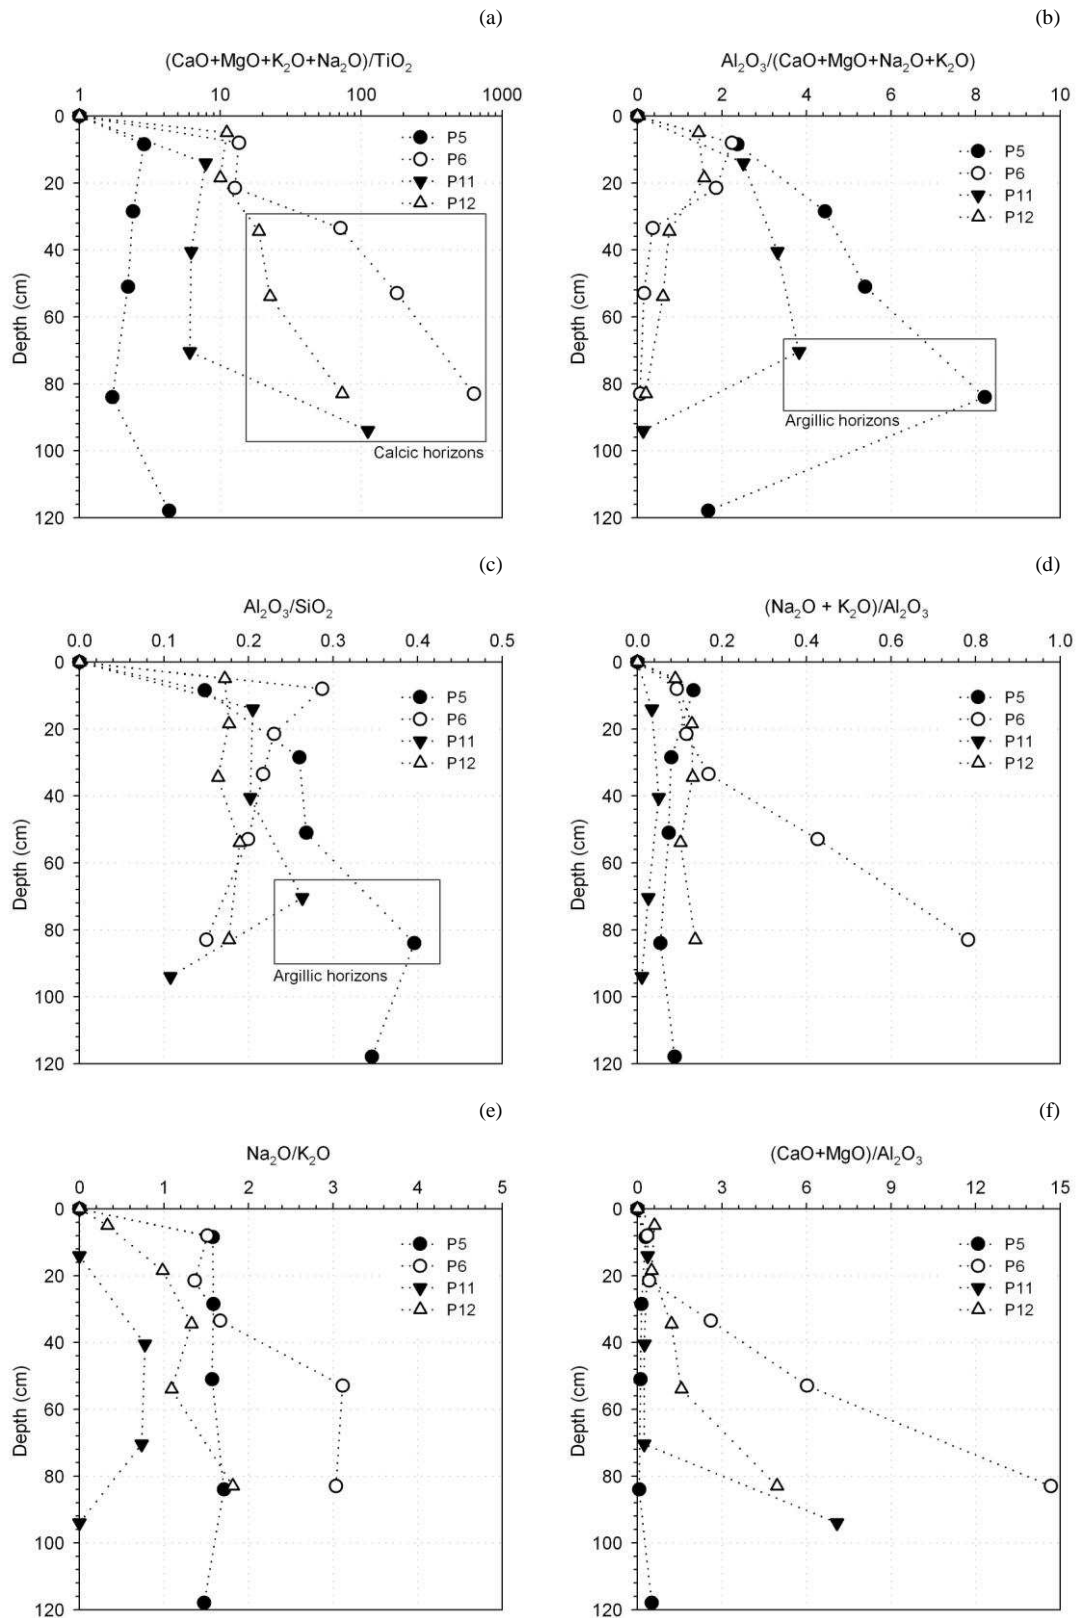 (a)
(CaO+MgO+K₂O+Na₂O)/TiO₂
1 10 100 1000
0
20
40
60
80
100
120
Depth (cm)
P5
P6
P11
P12
Calcic horizons
(b)
Al₂O₃/(CaO+MgO+Na₂O+K₂O)
0 2 4 6 8 10
0
20
40
60
80
100
120
Depth (cm)
P5
P6
P11
P12
Argillic horizons
(c)
Al₂O₃/SiO₂
0.0 0.1 0.2 0.3 0.4 0.5
0
20
40
60
80
100
120
Depth (cm)
P5
P6
P11
P12
Argillic horizons
(d)
(Na₂O + K₂O)/Al₂O₃
0.0 0.2 0.4 0.6 0.8 1.0
0
20
40
60
80
100
120
Depth (cm)
P5
P6
P11
P12
(e)
Na₂O/K₂O
0 1 2 3 4 5
0
20
40
60
80
100
120
Depth (cm)
P5
P6
P11
P12
(f)
(CaO+MgO)/Al₂O₃
0 3 6 9 12 15
0
20
40
60
80
100
120
Depth (cm)
P5
P6
P11
P12